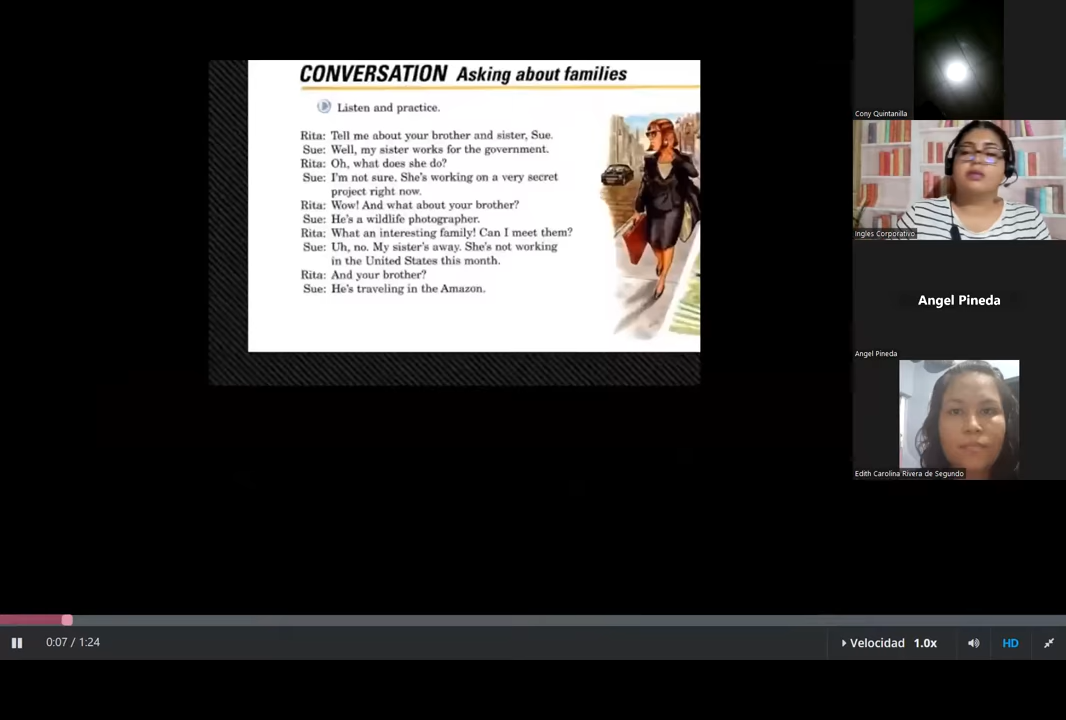 CONVERSATION Asking about families
Listen and practice.
Rita: Tell me about your brother and sister, Sue.
Sue: Well, my sister works for the government.
Rita: Oh, what does she do?
Sue: I'm not sure. She's working on a very secret
project right now.
Rita: Wow! And what about your brother?
Sue: He's a wildlife photographer.
Rita: What an interesting family! Can I meet them?
Sue: Uh, no. My sister's away. She's not working
in the United States this month.
Rita: And your brother?
Sue: He's traveling in the Amazon.
Cony Quintanilla
Ingles Corporativo
Angel Pineda
Angel Pineda
Edith Carolina Rivera de Segundo
0:07 / 1:24
Velocidad 1.0x
HD